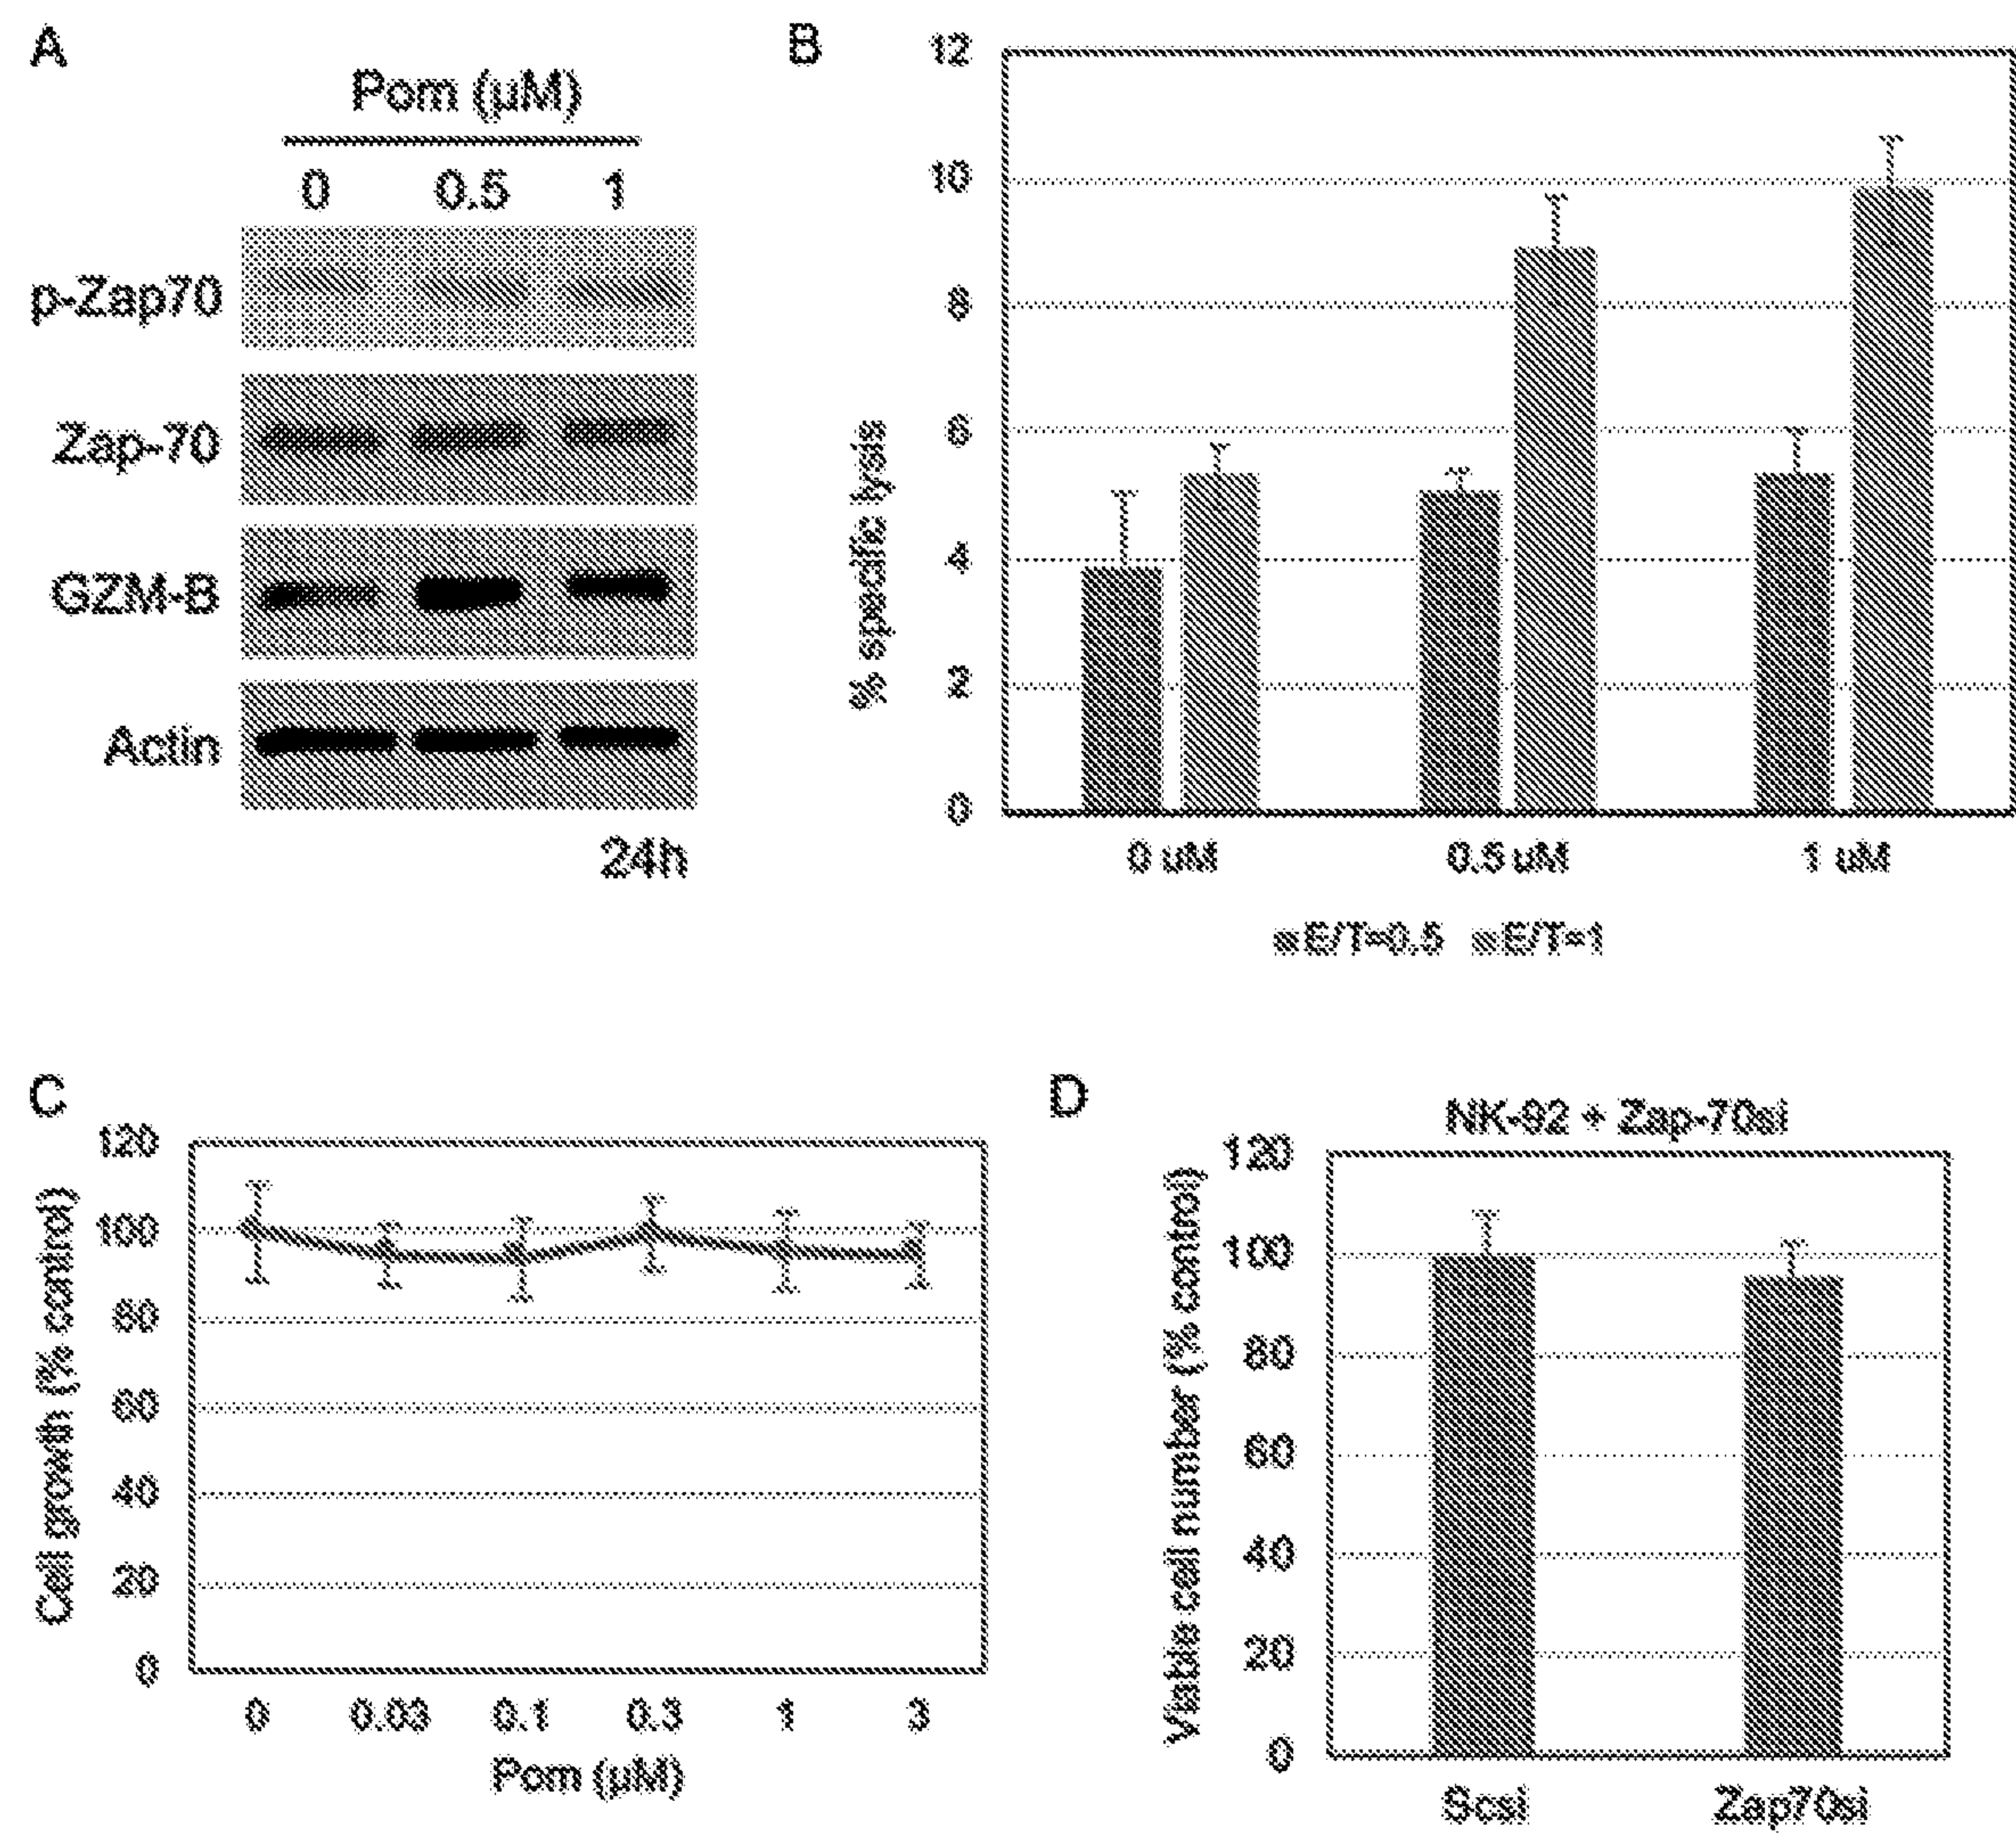 A
Pom (µM)
0 0.5 1
p-Zap70
Zap-70
GZM-B
Actin
24h
B
12
10
8
6
4
2
0
% specific lysis
0 uM 0.5 uM 1 uM
E/T=0.5 E/T=1
C
120
100
80
60
40
20
0
Cell growth (% control)
0 0.03 0.1 0.3 1 3
Pom (µM)
D
NK-92 + Zap-70si
120
100
80
60
40
20
0
Viable cell number (% control)
Scsi Zap70si